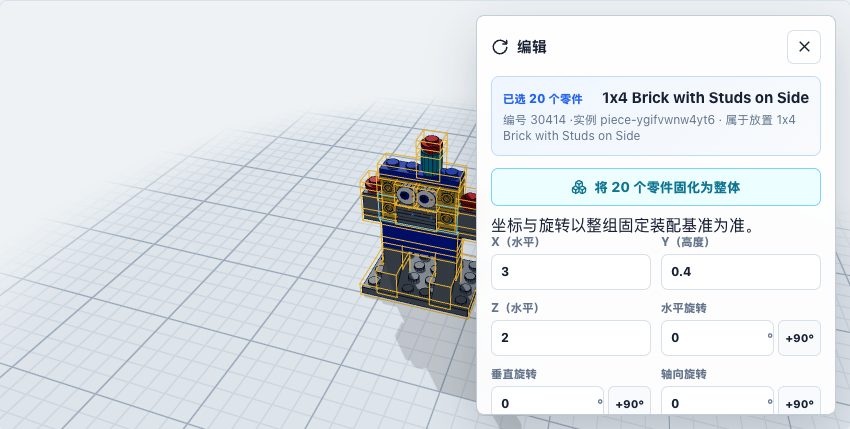 编辑
已选 20 个零件 1x4 Brick with Studs on Side
编号 30414 ·实例 piece-ygifvwnw4yt6 · 属于放置 1x4
Brick with Studs on Side
将 20 个零件固化为整体
坐标与旋转以整组固定装配基准为准。
X（水平） Y（高度）
3 0.4
Z（水平） 水平旋转
2 0 ° +90°
垂直旋转 轴向旋转
0 ° +90° 0 ° +90°